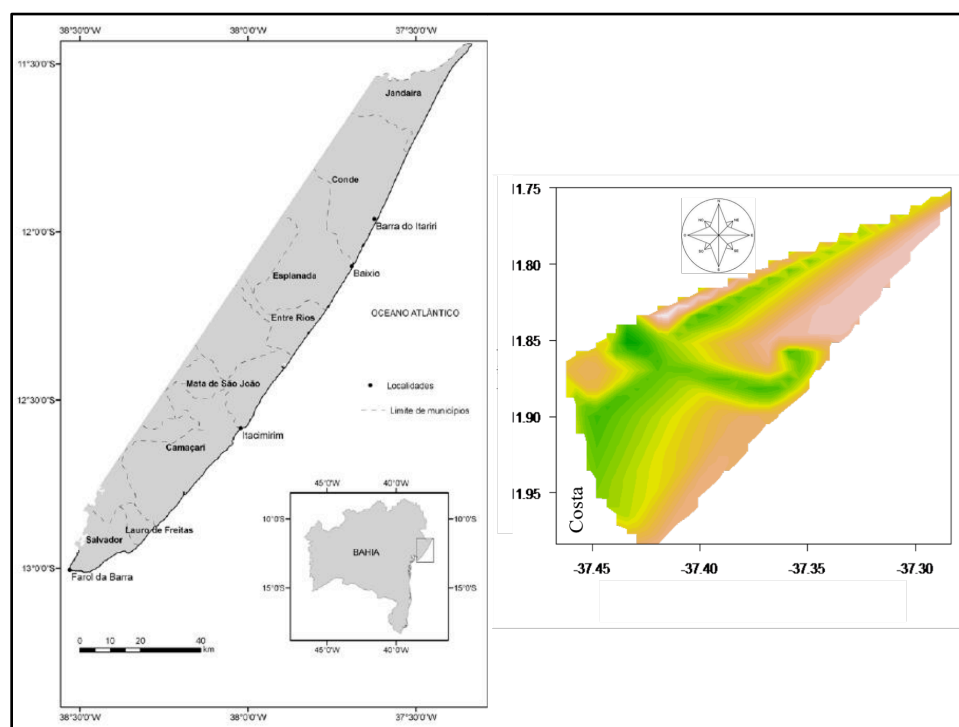 38°30'0"W 38°0'0"W 37°30'0"W
11°30'0"S
Jandaira
Conde
Barra do Itariri
12°0'0"S
Baixio
Esplanada
OCEANO ATLÂNTICO
Entre Rios
Mata de São João
Localidades
Limite de municípios
12°30'0"S
Itacimirim
Camaçari
45°0'W 40°0'W
10°0'S 10°0'S
Lauro de Freitas
Salvador
BAHIA
13°0'0"S
Farol da Barra
15°0'S 15°0'S
45°0'W 40°0'W
0 10 20 40
km
38°30'0"W 38°0'0"W 37°30'0"W
11.75
11.80
11.85
11.90
11.95
N
Costa
-37.45 -37.40 -37.35 -37.30